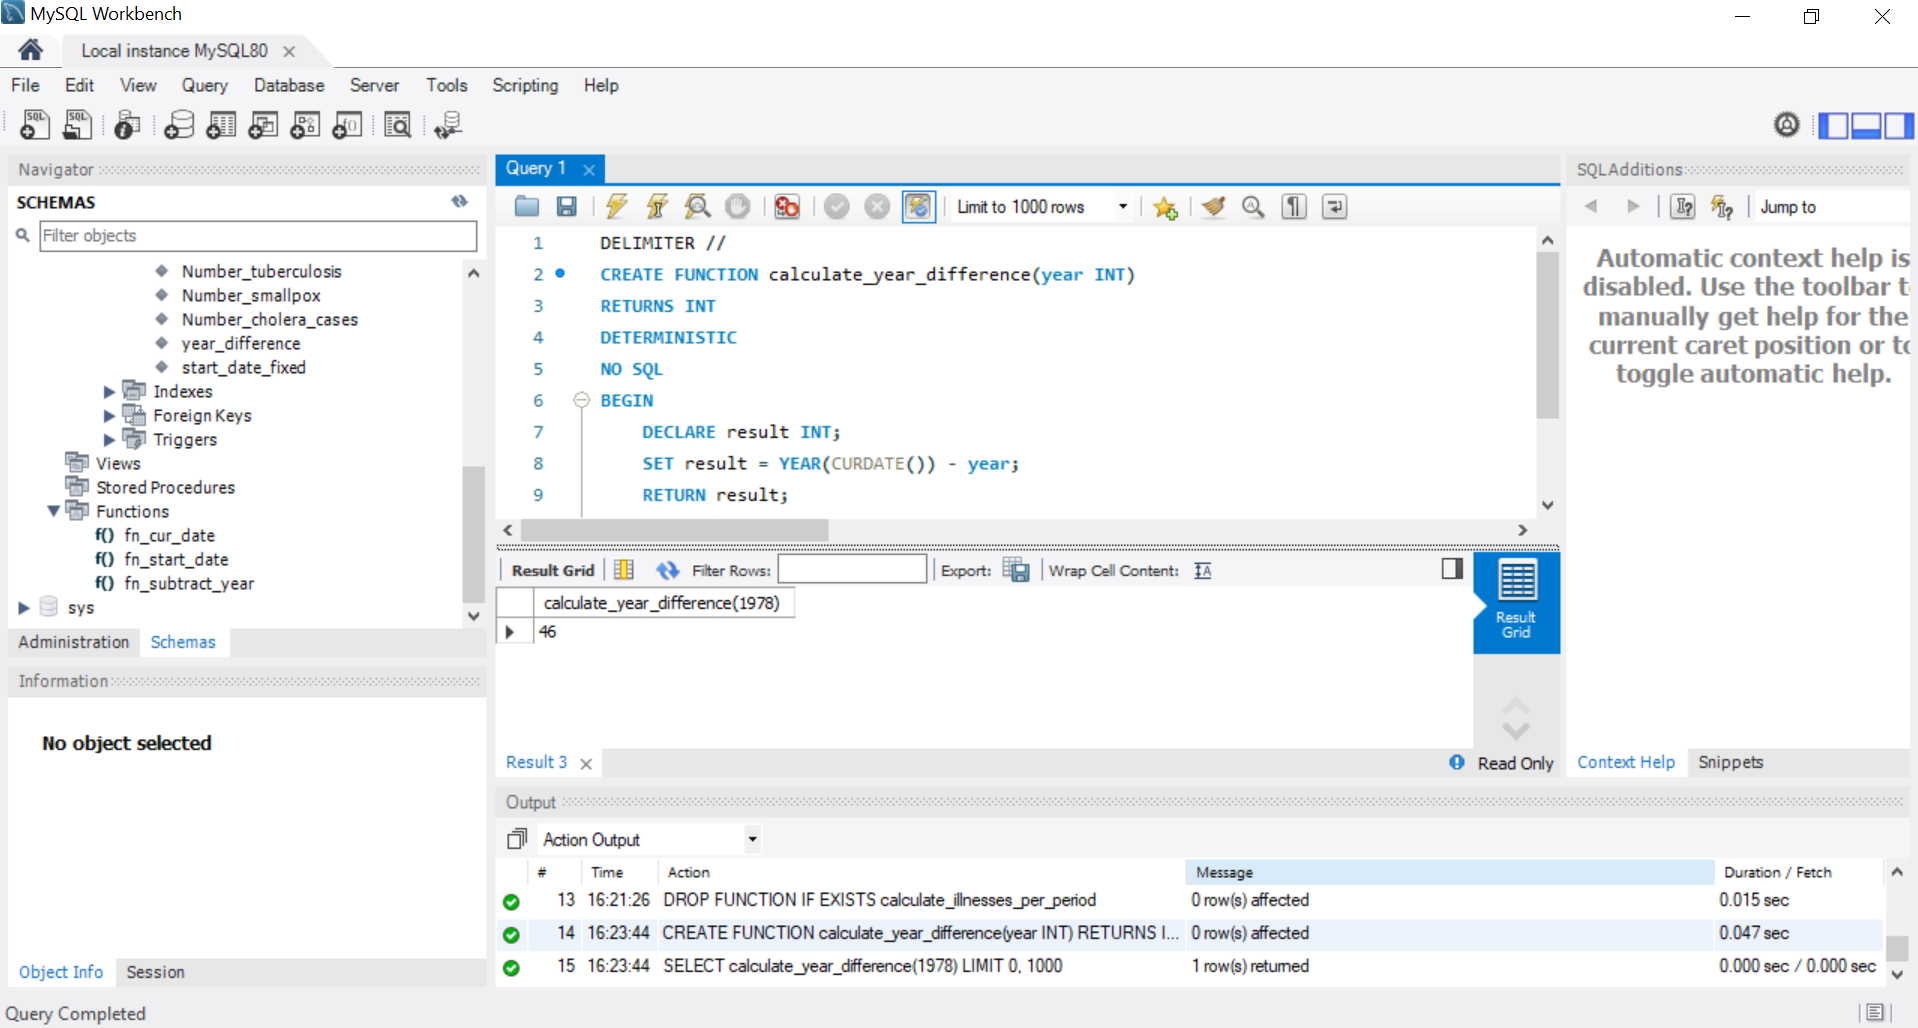 MySQL Workbench
Local instance MySQL80
File Edit View Query Database Server Tools Scripting Help
Navigator
SCHEMAS
Filter objects
Number_tuberculosis
Number_smallpox
Number_cholera_cases
year_difference
start_date_fixed
Indexes
Foreign Keys
Triggers
Views
Stored Procedures
Functions
f() fn_cur_date
f() fn_start_date
f() fn_subtract_year
sys
Administration Schemas
Information
No object selected
Object Info Session
Query Completed
Query 1
Limit to 1000 rows
1 DELIMITER //
2 CREATE FUNCTION calculate_year_difference(year INT)
3 RETURNS INT
4 DETERMINISTIC
5 NO SQL
6 BEGIN
7 DECLARE result INT;
8 SET result = YEAR(CURDATE()) - year;
9 RETURN result;
Result Grid Filter Rows: Export: Wrap Cell Content:
calculate_year_difference(1978)
46
Result
Grid
Result 3 Read Only
SQLAdditions
Jump to
Automatic context help is
disabled. Use the toolbar t
manually get help for the
current caret position or to
toggle automatic help.
Context Help Snippets
Output
Action Output
# Time Action Message Duration / Fetch
13 16:21:26 DROP FUNCTION IF EXISTS calculate_illnesses_per_period 0 row(s) affected 0.015 sec
14 16:23:44 CREATE FUNCTION calculate_year_difference(year INT) RETURNS I... 0 row(s) affected 0.047 sec
15 16:23:44 SELECT calculate_year_difference(1978) LIMIT 0, 1000 1 row(s) returned 0.000 sec / 0.000 sec